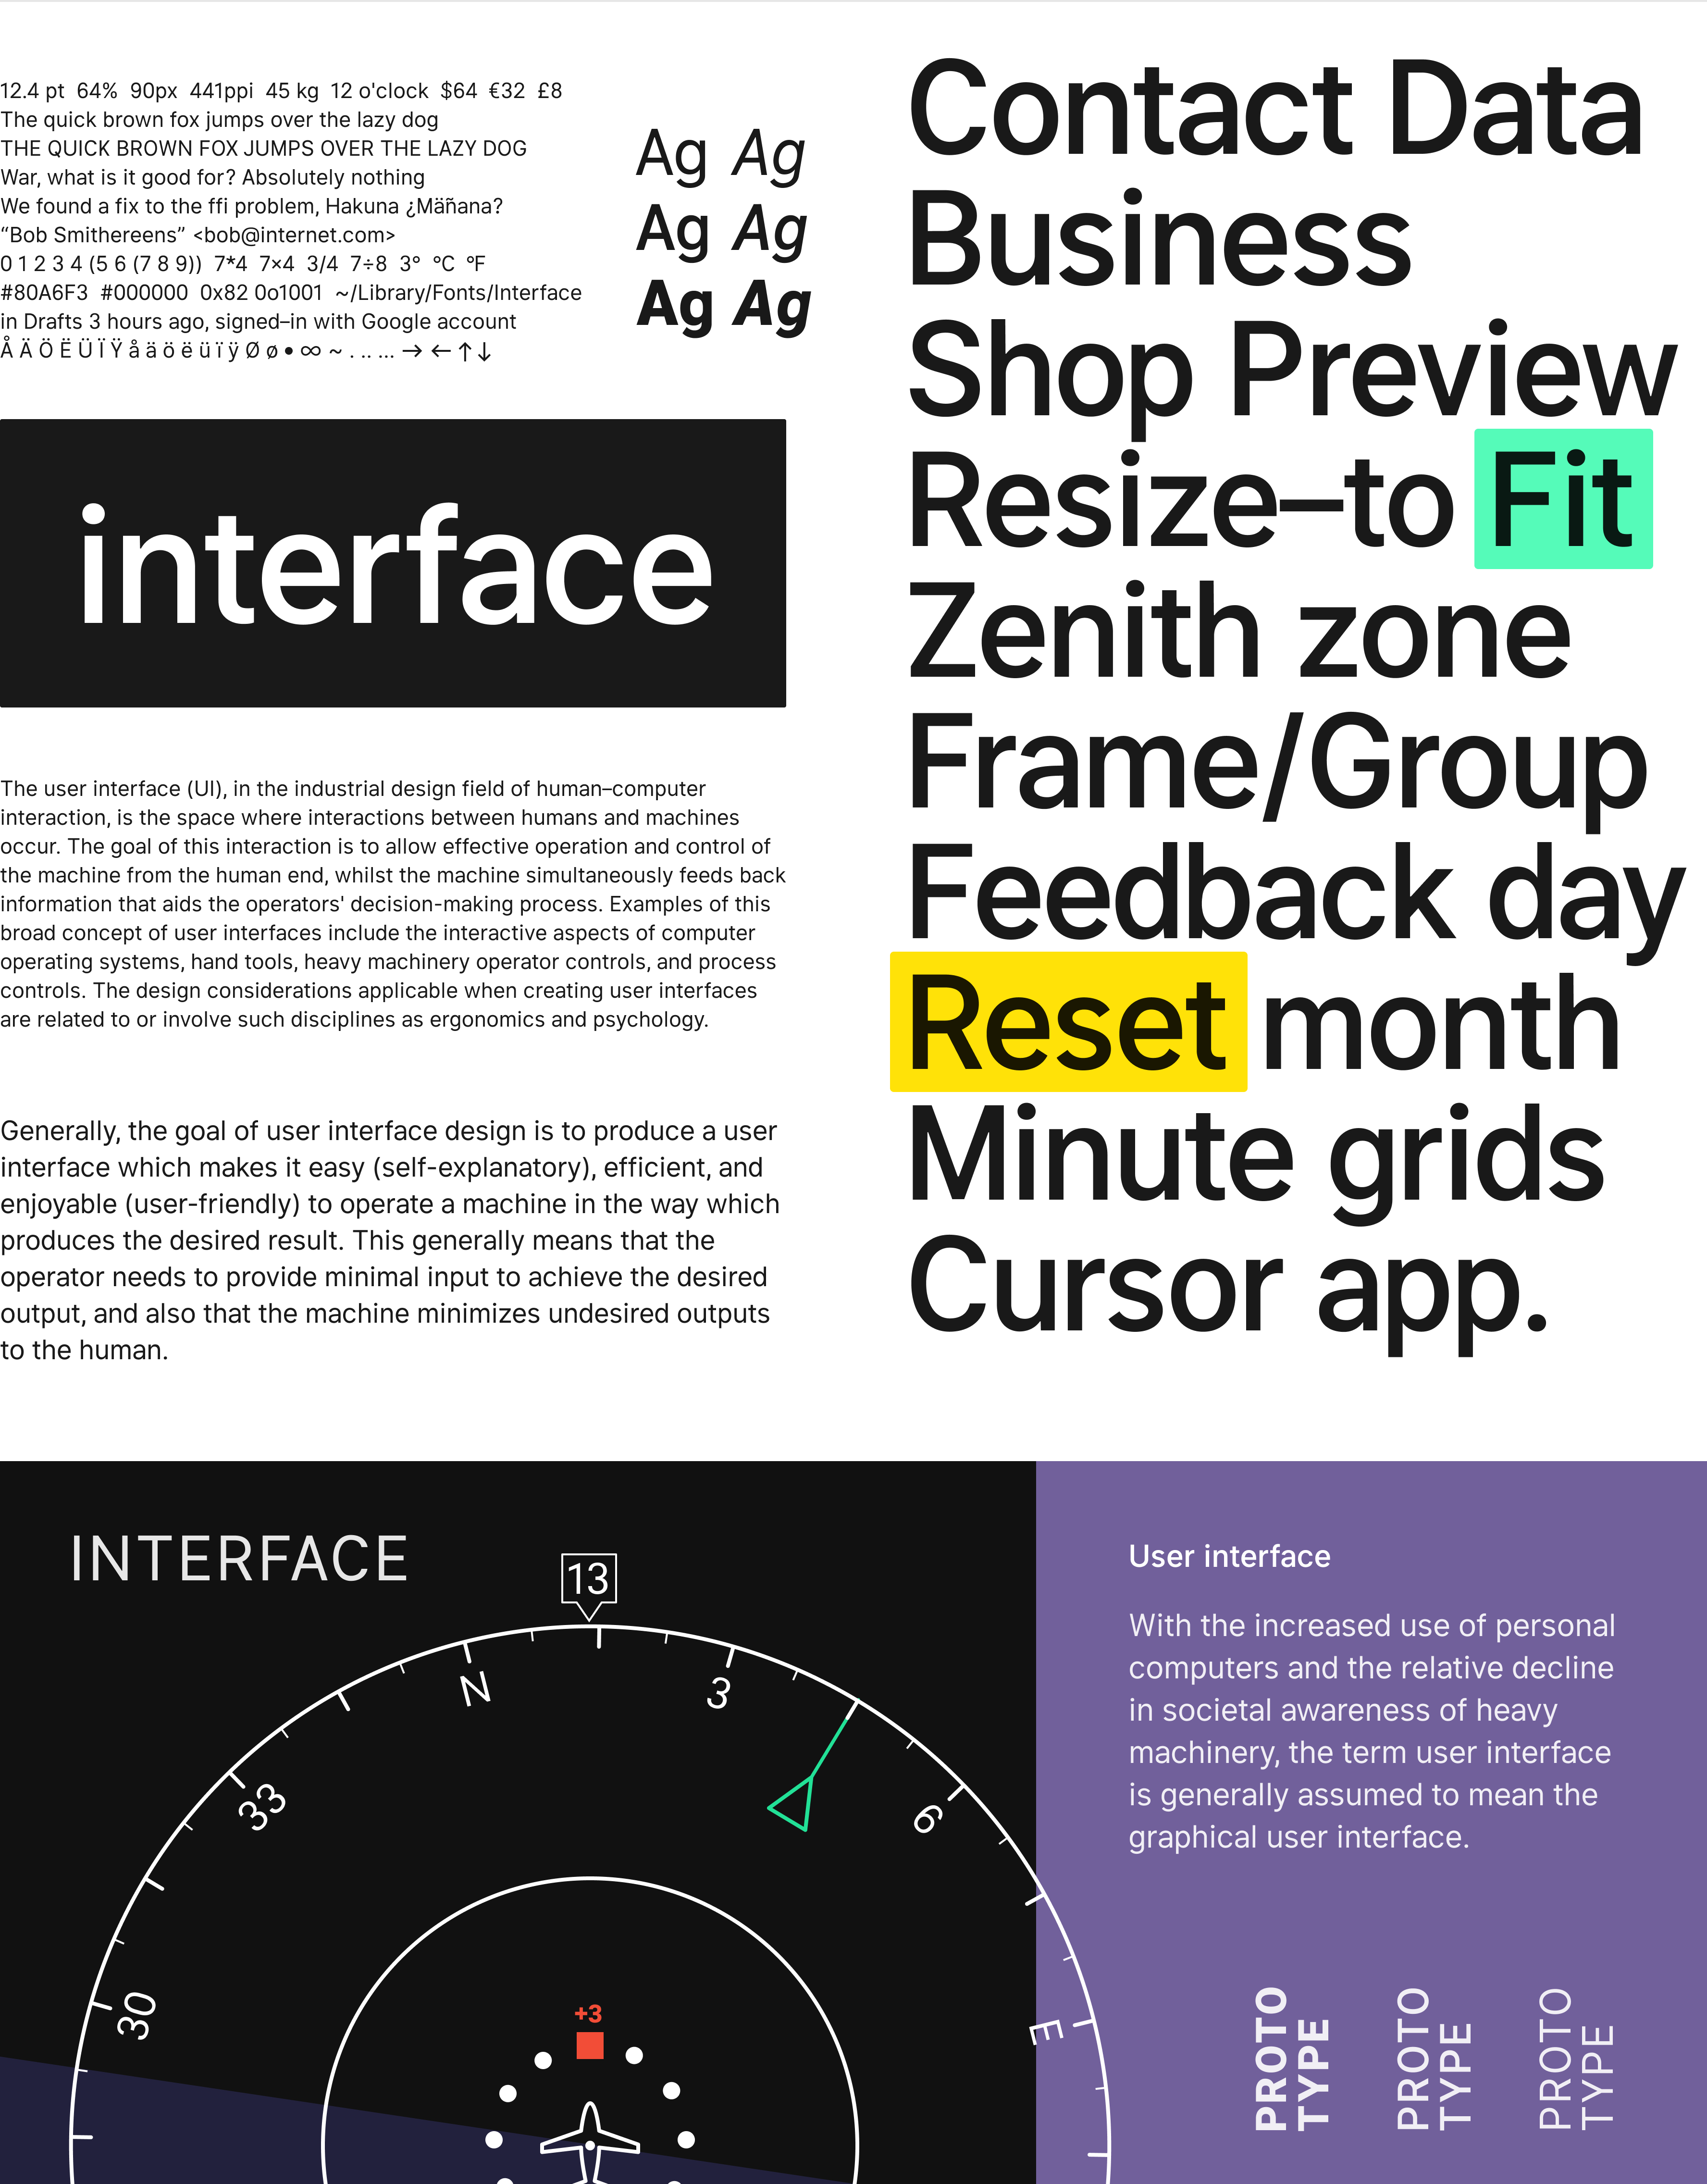 12.4 pt  64%  90px  441ppi  45 kg  12 o'clock  $64  €32  £8
The quick brown fox jumps over the lazy dog
THE QUICK BROWN FOX JUMPS OVER THE LAZY DOG
War, what is it good for? Absolutely nothing
We found a fix to the ffi problem, Hakuna ¿Mäñana?
“Bob Smithereens” <bob@internet.com>
0 1 2 3 4 (5 6 (7 8 9))  7*4  7×4  3/4  7÷8  3°  °C  °F
#80A6F3  #000000  0x82 0o1001  ~/Library/Fonts/Interface
in Drafts 3 hours ago, signed–in with Google account
Å Ä Ö Ë Ü Ï Ÿ å ä ö ë ü ï ÿ Ø ø • ∞ ~ . .. … → ← ↑ ↓
Ag Ag
Ag Ag
Ag Ag
interface
The user interface (UI), in the industrial design field of human–computer
interaction, is the space where interactions between humans and machines
occur. The goal of this interaction is to allow effective operation and control of
the machine from the human end, whilst the machine simultaneously feeds back
information that aids the operators' decision-making process. Examples of this
broad concept of user interfaces include the interactive aspects of computer
operating systems, hand tools, heavy machinery operator controls, and process
controls. The design considerations applicable when creating user interfaces
are related to or involve such disciplines as ergonomics and psychology.
Generally, the goal of user interface design is to produce a user
interface which makes it easy (self-explanatory), efficient, and
enjoyable (user-friendly) to operate a machine in the way which
produces the desired result. This generally means that the
operator needs to provide minimal input to achieve the desired
output, and also that the machine minimizes undesired outputs
to the human.
Contact Data
Business
Shop Preview
Resize–to Fit
Zenith zone
Frame/Group
Feedback day
Reset month
Minute grids
Cursor app.
INTERFACE
13
N
3
33
6
30
E
+3
User interface
With the increased use of personal
computers and the relative decline
in societal awareness of heavy
machinery, the term user interface
is generally assumed to mean the
graphical user interface.
PROTO
TYPE
PROTO
TYPE
PROTO
TYPE